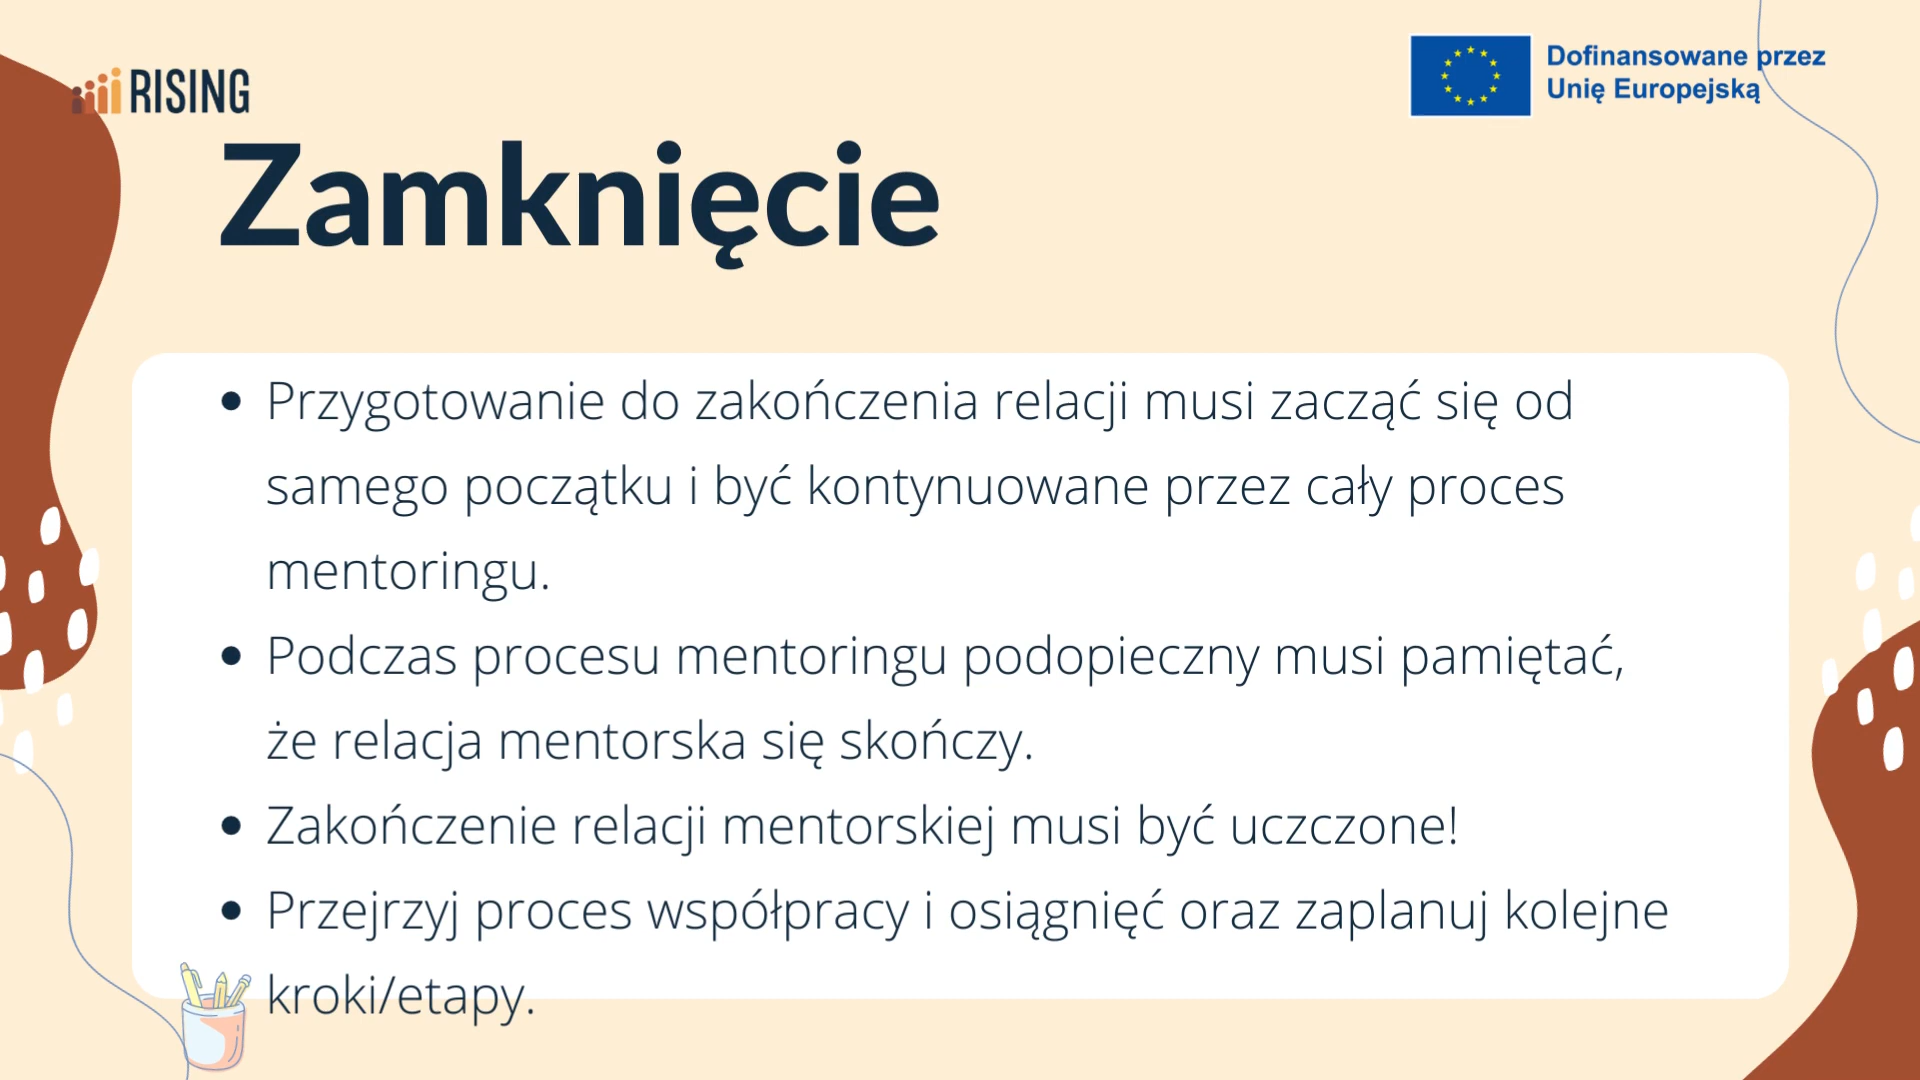 RISING
Dofinansowane przez
Unię Europejską
Zamknięcie
• Przygotowanie do zakończenia relacji musi zacząć się od
samego początku i być kontynuowane przez cały proces
mentoringu.
• Podczas procesu mentoringu podopieczny musi pamiętać,
że relacja mentorska się skończy.
• Zakończenie relacji mentorskiej musi być uczczone!
• Przejrzyj proces współpracy i osiągnięć oraz zaplanuj kolejne
kroki/etapy.